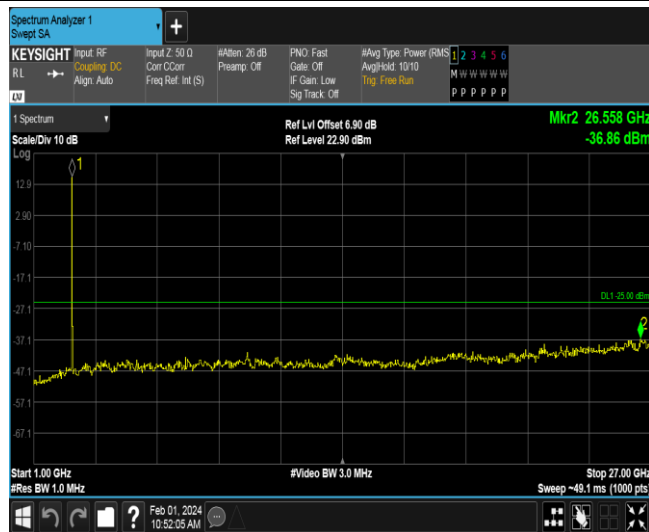 Spectrum Analyzer 1
Swept SA
+
KEYSIGHT
Input: RF
Input Z: 50 Ω
#Atten: 26 dB
PNO: Fast
#Avg Type: Power (RMS
1 2 3 4 5 6
RL
Coupling: DC
Corr CCorr
Preamp: Off
Gate: Off
Avg|Hold: 10/10
M W W W W W
Align: Auto
Freq Ref: Int (S)
IF Gain: Low
Trig: Free Run
Sig Track: Off
P P P P P P
LXI
1 Spectrum
Ref Lvl Offset 6.90 dB
Mkr2 26.558 GHz
Scale/Div 10 dB
Ref Level 22.90 dBm
-36.86 dBm
Log
1
12.9
2.90
-7.10
-17.1
DL1 -25.00 dBm
-27.1
2
-37.1
-47.1
-57.1
-67.1
Start 1.00 GHz
#Video BW 3.0 MHz
Stop 27.00 GHz
#Res BW 1.0 MHz
Sweep ~49.1 ms (1000 pts)
?
Feb 01, 2024
10:52:05 AM